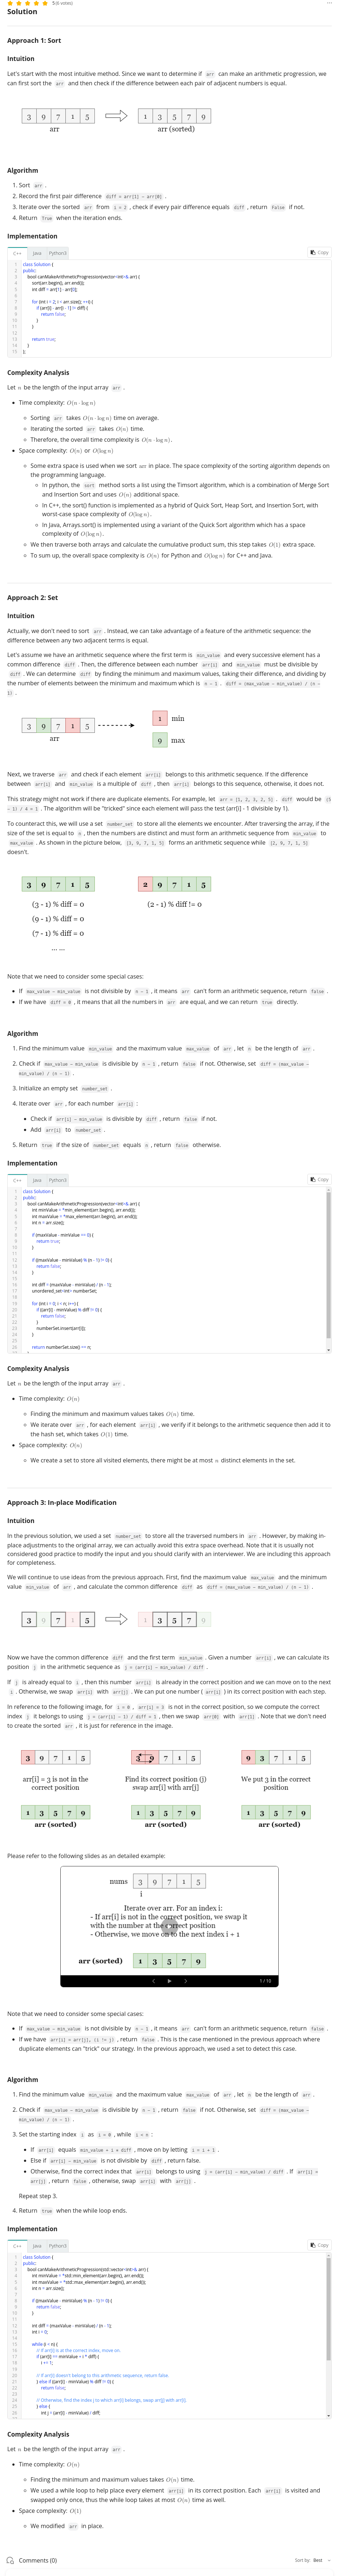 5 (6 votes)
Solution
Approach 1: Sort
Intuition
Let's start with the most intuitive method. Since we want to determine if arr can make an arithmetic progression, we
can first sort the arr and then check if the difference between each pair of adjacent numbers is equal.
3 9 7 1 5
1 3 5 7 9
arr
arr (sorted)
Algorithm
1. Sort arr .
2. Record the first pair difference diff = arr[1] - arr[0] .
3. Iterate over the sorted arr from i = 2 , check if every pair difference equals diff , return False if not.
4. Return True when the iteration ends.
Implementation
C++ Java Python3
Copy
1 class Solution {
2 public:
3 bool canMakeArithmeticProgression(vector<int>& arr) {
4 sort(arr.begin(), arr.end());
5 int diff = arr[1] - arr[0];
6
7 for (int i = 2; i < arr.size(); ++i) {
8 if (arr[i] - arr[i - 1] != diff) {
9 return false;
10 }
11 }
12
13 return true;
14 }
15 };
Complexity Analysis
Let n be the length of the input array arr .
• Time complexity: O(n · log n)
○ Sorting arr takes O(n · log n) time on average.
○ Iterating the sorted arr takes O(n) time.
○ Therefore, the overall time complexity is O(n · log n).
• Space complexity: O(n) or O(log n)
○ Some extra space is used when we sort arr in place. The space complexity of the sorting algorithm depends on
the programming language.
▪ In python, the sort method sorts a list using the Timsort algorithm, which is a combination of Merge Sort
and Insertion Sort and uses O(n) additional space.
▪ In C++, the sort() function is implemented as a hybrid of Quick Sort, Heap Sort, and Insertion Sort, with
worst-case space complexity of O(log n).
▪ In Java, Arrays.sort() is implemented using a variant of the Quick Sort algorithm which has a space
complexity of O(log n).
○ We then traverse both arrays and calculate the cumulative product sum, this step takes O(1) extra space.
○ To sum up, the overall space complexity is O(n) for Python and O(log n) for C++ and Java.
Approach 2: Set
Intuition
Actually, we don't need to sort arr . Instead, we can take advantage of a feature of the arithmetic sequence: the
difference between any two adjacent terms is equal.
Let's assume we have an arithmetic sequence where the first term is min_value and every successive element has a
common difference diff . Then, the difference between each number arr[i] and min_value must be divisible by
diff . We can determine diff by finding the minimum and maximum values, taking their difference, and dividing by
the number of elements between the minimum and maximum which is n - 1 . diff = (max_value - min_value) / (n -
1) .
3 9 7 1 5
arr
1 min
9 max
Next, we traverse arr and check if each element arr[i] belongs to this arithmetic sequence. If the difference
between arr[i] and min_value is a multiple of diff , then arr[i] belongs to this sequence, otherwise, it does not.
This strategy might not work if there are duplicate elements. For example, let arr = [1, 2, 3, 2, 5] . diff would be (5
- 1) / 4 = 1 . The algorithm will be "tricked" since each element will pass the test (arr[i] - 1 divisible by 1).
To counteract this, we will use a set number_set to store all the elements we encounter. After traversing the array, if the
size of the set is equal to n , then the numbers are distinct and must form an arithmetic sequence from min_value to
max_value . As shown in the picture below, [3, 9, 7, 1, 5] forms an arithmetic sequence while [2, 9, 7, 1, 5]
doesn't.
3 9 7 1 5
2 9 7 1 5
(3 - 1) % diff = 0
(2 - 1) % diff != 0
(9 - 1) % diff = 0
(7 - 1) % diff = 0
... ...
Note that we need to consider some special cases:
• If max_value - min_value is not divisible by n - 1 , it means arr can't form an arithmetic sequence, return false .
• If we have diff = 0 , it means that all the numbers in arr are equal, and we can return true directly.
Algorithm
1. Find the minimum value min_value and the maximum value max_value of arr , let n be the length of arr .
2. Check if max_value - min_value is divisible by n - 1 , return false if not. Otherwise, set diff = (max_value -
min_value) / (n - 1) .
3. Initialize an empty set number_set .
4. Iterate over arr , for each number arr[i] :
• Check if arr[i] - min_value is divisible by diff , return false if not.
• Add arr[i] to number_set .
5. Return true if the size of number_set equals n , return false otherwise.
Implementation
C++ Java Python3
Copy
1 class Solution {
2 public:
3 bool canMakeArithmeticProgression(vector<int>& arr) {
4 int minValue = *min_element(arr.begin(), arr.end());
5 int maxValue = *max_element(arr.begin(), arr.end());
6 int n = arr.size();
7
8 if (maxValue - minValue == 0) {
9 return true;
10 }
11
12 if ((maxValue - minValue) % (n - 1) != 0) {
13 return false;
14 }
15
16 int diff = (maxValue - minValue) / (n - 1);
17 unordered_set<int> numberSet;
18
19 for (int i = 0; i < n; i++) {
20 if ((arr[i] - minValue) % diff != 0) {
21 return false;
22 }
23 numberSet.insert(arr[i]);
24 }
25
26 return numberSet.size() == n;
Complexity Analysis
Let n be the length of the input array arr .
• Time complexity: O(n)
○ Finding the minimum and maximum values takes O(n) time.
○ We iterate over arr , for each element arr[i] , we verify if it belongs to the arithmetic sequence then add it to
the hash set, which takes O(1) time.
• Space complexity: O(n)
○ We create a set to store all visited elements, there might be at most n distinct elements in the set.
Approach 3: In-place Modification
Intuition
In the previous solution, we used a set number_set to store all the traversed numbers in arr . However, by making in-
place adjustments to the original array, we can actually avoid this extra space overhead. Note that it is usually not
considered good practice to modify the input and you should clarify with an interviewer. We are including this approach
for completeness.
We will continue to use ideas from the previous approach. First, find the maximum value max_value and the minimum
value min_value of arr , and calculate the common difference diff as diff = (max_value - min_value) / (n - 1) .
3 9 7 1 5
1 3 5 7 9
Now we have the common difference diff and the first term min_value . Given a number arr[i] , we can calculate its
position j in the arithmetic sequence as j = (arr[i] - min_value) / diff .
If j is already equal to i , then this number arr[i] is already in the correct position and we can move on to the next
i . Otherwise, we swap arr[i] with arr[j] . We can put one number ( arr[i] ) in its correct position with each step.
In reference to the following image, for i = 0 , arr[i] = 3 is not in the correct position, so we compute the correct
index j it belongs to using j = (arr[i] - 1) / diff = 1 , then we swap arr[0] with arr[1] . Note that we don't need
to create the sorted arr , it is just for reference in the image.
3 9 7 1 5
3 9 7 1 5
9 3 7 1 5
arr[i] = 3 is not in the
correct position
Find its correct position (j)
swap arr[i] with arr[j]
We put 3 in the correct
position
1 3 5 7 9
1 3 5 7 9
1 3 5 7 9
arr (sorted)
arr (sorted)
arr (sorted)
Please refer to the following slides as an detailed example:
nums 3 9 7 1 5
i
Iterate over arr. For an index i:
- If arr[i] is not in the correct position, we swap it
with the number at the correct position
- Otherwise, we move onto the next index i + 1
arr (sorted) 1 3 5 7 9
1 / 10
Note that we need to consider some special cases:
• If max_value - min_value is not divisible by n - 1 , it means arr can't form an arithmetic sequence, return false .
• If we have arr[i] = arr[j], (i != j) , return false . This is the case mentioned in the previous approach where
duplicate elements can "trick" our strategy. In the previous approach, we used a set to detect this case.
Algorithm
1. Find the minimum value min_value and the maximum value max_value of arr , let n be the length of arr .
2. Check if max_value - min_value is divisible by n - 1 , return false if not. Otherwise, set diff = (max_value -
min_value) / (n - 1) .
3. Set the starting index i as i = 0 , while i < n :
• If arr[i] equals min_value + i * diff , move on by letting i = i + 1 .
• Else if arr[i] - min_value is not divisible by diff , return false.
• Otherwise, find the correct index that arr[i] belongs to using j = (arr[i] - min_value) / diff . If arr[i] =
arr[j] , return false , otherwise, swap arr[i] with arr[j] .
Repeat step 3.
4. Return true when the while loop ends.
Implementation
C++ Java Python3
Copy
1 class Solution {
2 public:
3 bool canMakeArithmeticProgression(std::vector<int>& arr) {
4 int minValue = *std::min_element(arr.begin(), arr.end());
5 int maxValue = *std::max_element(arr.begin(), arr.end());
6 int n = arr.size();
7
8 if ((maxValue - minValue) % (n - 1) != 0) {
9 return false;
10 }
11
12 int diff = (maxValue - minValue) / (n - 1);
13 int i = 0;
14
15 while (i < n) {
16 // If arr[i] is at the correct index, move on.
17 if (arr[i] == minValue + i * diff) {
18 i += 1;
19
20 // If arr[i] doesn't belong to this arithmetic sequence, return false.
21 } else if ((arr[i] - minValue) % diff != 0) {
22 return false;
23
24 // Otherwise, find the index j to which arr[i] belongs, swap arr[j] with arr[i].
25 } else {
26 int j = (arr[i] - minValue) / diff;
Complexity Analysis
Let n be the length of the input array arr .
• Time complexity: O(n)
○ Finding the minimum and maximum values takes O(n) time.
○ We used a while loop to help place every element arr[i] in its correct position. Each arr[i] is visited and
swapped only once, thus the while loop takes at most O(n) time as well.
• Space complexity: O(1)
○ We modified arr in place.
Comments (0)
Sort by: Best